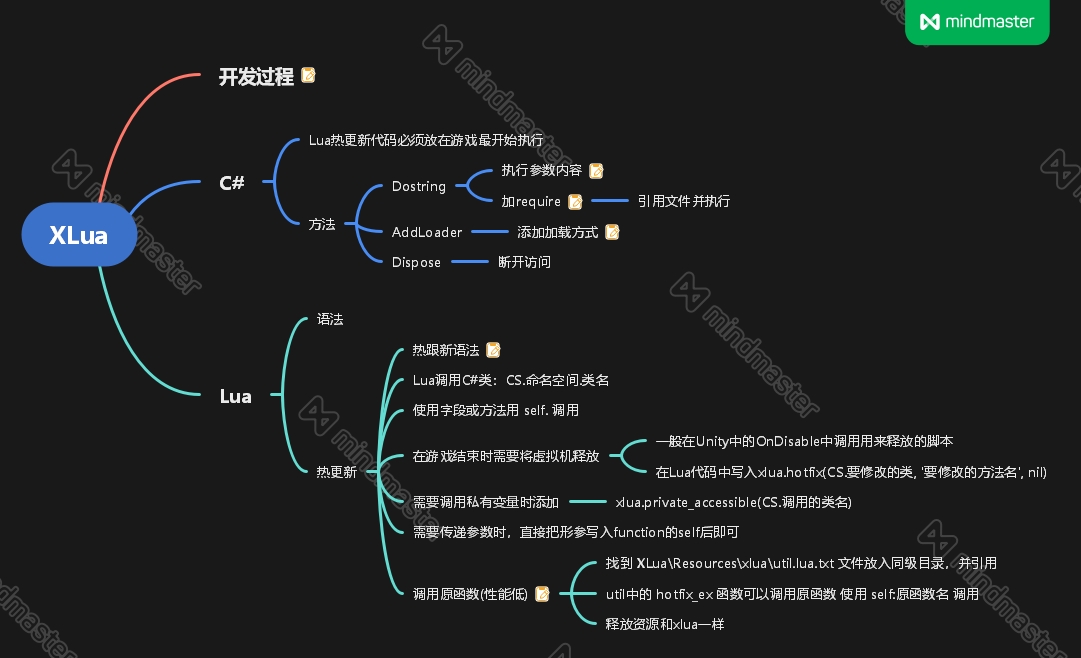 mindmaster
开发过程
XLua
C#
Lua热更新代码必须放在游戏最开始执行
方法
Dostring
执行参数内容
加require
引用文件并执行
AddLoader
添加加载方式
Dispose
断开访问
Lua
语法
热更新
热跟新语法
Lua调用C#类：CS.命名空间.类名
使用字段或方法用 self. 调用
在游戏结束时需要将虚拟机释放
一般在Unity中的OnDisable中调用用来释放的脚本
在Lua代码中写入xlua.hotfix(CS.要修改的类, '要修改的方法名', nil)
需要调用私有变量时添加
xlua.private_accessible(CS.调用的类名)
需要传递参数时，直接把形参写入function的self后即可
调用原函数(性能低)
找到 XLua\Resources\xlua\util.lua.txt 文件放入同级目录，并引用
util中的 hotfix_ex 函数可以调用原函数 使用 self:原函数名 调用
释放资源和xlua一样
mindmaster
mindmaster
mindmaster
mindmaster
mindmaster
mindmaster